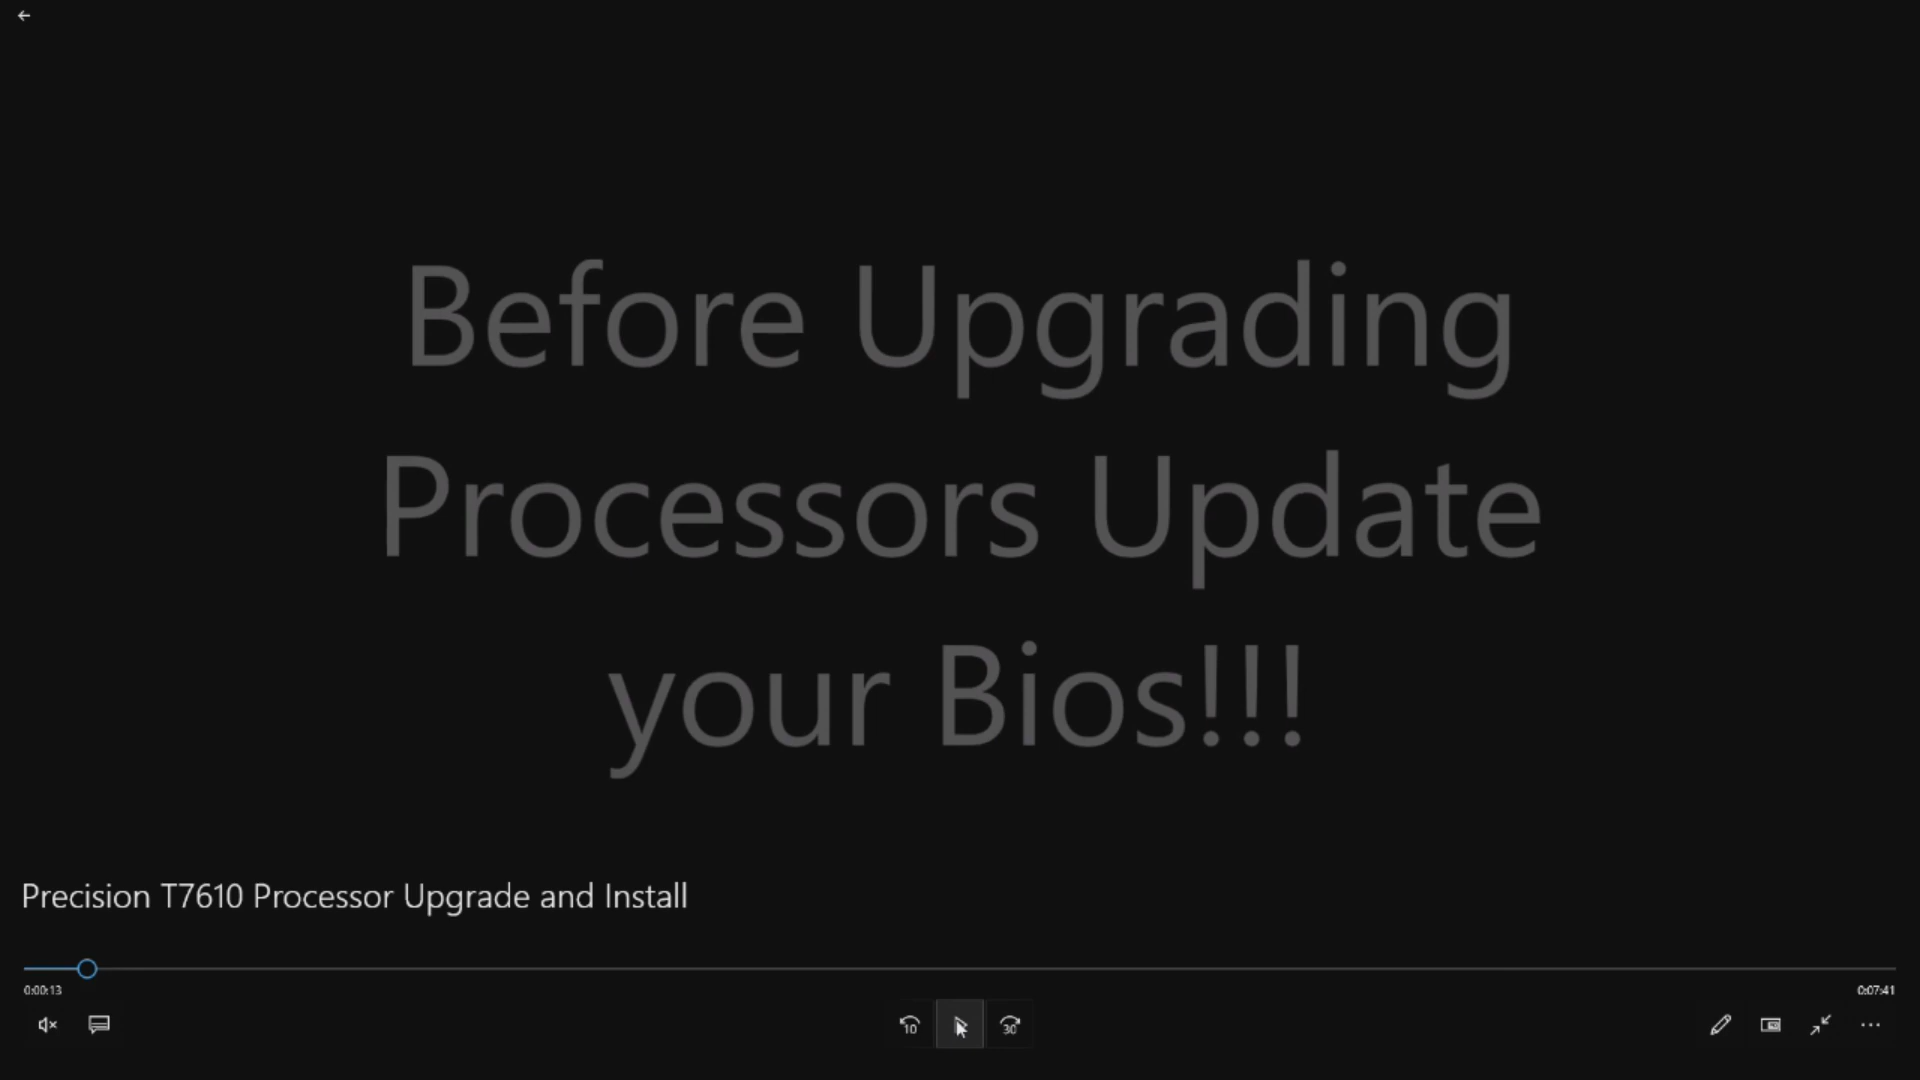 Before Upgrading
Processors Update
your Bios!!!
Precision T7610 Processor Upgrade and Install
0:00:13
0:07:41
10
30